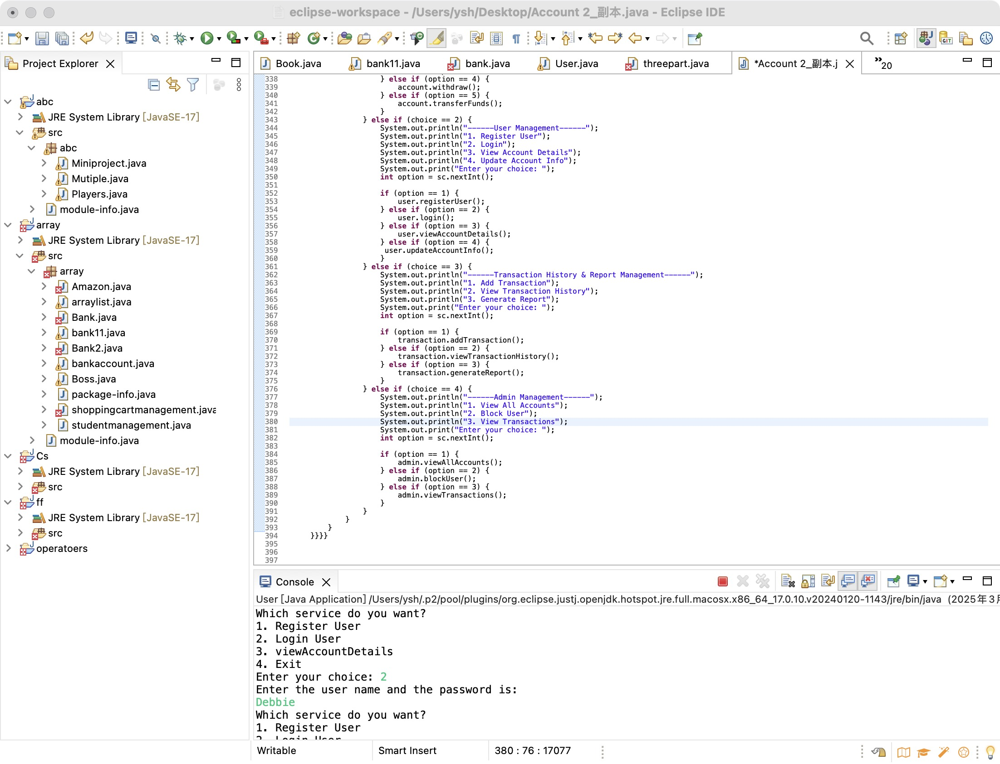 eclipse-workspace - /Users/ysh/Desktop/Account 2_副本.java - Eclipse IDE
Project Explorer
abc
JRE System Library [JavaSE-17]
src
abc
Miniproject.java
Mutiple.java
Players.java
module-info.java
array
JRE System Library [JavaSE-17]
src
array
Amazon.java
arraylist.java
Bank.java
bank11.java
Bank2.java
bankaccount.java
Boss.java
package-info.java
shoppingcartmanagement.java
studentmanagement.java
module-info.java
Cs
JRE System Library [JavaSE-17]
src
ff
JRE System Library [JavaSE-17]
src
operatoers
Book.java bank11.java bank.java User.java threepart.java *Account 2_副本.j »20
338 } else if (option == 4) {
339 account.withdraw();
340 } else if (option == 5) {
341 account.transferFunds();
342 }
343 } else if (choice == 2) {
344 System.out.println("------User Management------");
345 System.out.println("1. Register User");
346 System.out.println("2. Login");
347 System.out.println("3. View Account Details");
348 System.out.println("4. Update Account Info");
349 System.out.print("Enter your choice: ");
350 int option = sc.nextInt();
351
352 if (option == 1) {
353 user.registerUser();
354 } else if (option == 2) {
355 user.login();
356 } else if (option == 3) {
357 user.viewAccountDetails();
358 } else if (option == 4) {
359 user.updateAccountInfo();
360 }
361 } else if (choice == 3) {
362 System.out.println("------Transaction History & Report Management------");
363 System.out.println("1. Add Transaction");
364 System.out.println("2. View Transaction History");
365 System.out.println("3. Generate Report");
366 System.out.print("Enter your choice: ");
367 int option = sc.nextInt();
368
369 if (option == 1) {
370 transaction.addTransaction();
371 } else if (option == 2) {
372 transaction.viewTransactionHistory();
373 } else if (option == 3) {
374 transaction.generateReport();
375 }
376 } else if (choice == 4) {
377 System.out.println("------Admin Management------");
378 System.out.println("1. View All Accounts");
379 System.out.println("2. Block User");
380 System.out.println("3. View Transactions");
381 System.out.print("Enter your choice: ");
382 int option = sc.nextInt();
383
384 if (option == 1) {
385 admin.viewAllAccounts();
386 } else if (option == 2) {
387 admin.blockUser();
388 } else if (option == 3) {
389 admin.viewTransactions();
390 }
391 }
392 }
393 }
394 }}}}
395
396
397
Console
User [Java Application] /Users/ysh/.p2/pool/plugins/org.eclipse.justj.openjdk.hotspot.jre.full.macosx.x86_64_17.0.10.v20240120-1143/jre/bin/java (2025年3月
Which service do you want?
1. Register User
2. Login User
3. viewAccountDetails
4. Exit
Enter your choice: 2
Enter the user name and the password is:
Debbie
Which service do you want?
1. Register User
2. Login User
Writable Smart Insert 380 : 76 : 17077